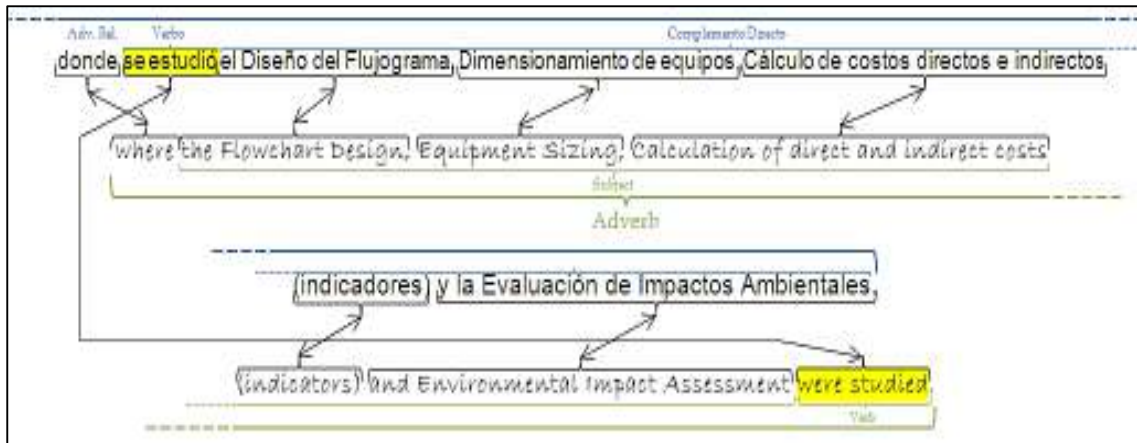 Adv. Rel. Verbo Complemento Directo
donde se estudió el Diseño del Flujograma, Dimensionamiento de equipos, Cálculo de costos directos e indirectos
where the Flowchart Design, Equipment Sizing, Calculation of direct and indirect costs
Subject
Adverb
(indicadores) y la Evaluación de Impactos Ambientales.
(indicators) and Environmental Impact Assessment were studied.
Verb